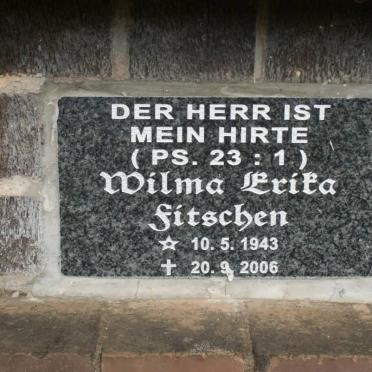 DER HERR IST
MEIN HIRTE
( PS. 23 : 1 )
Wilma Erika
Fitschen
☆ 10. 5. 1943
✝ 20. 9. 2006